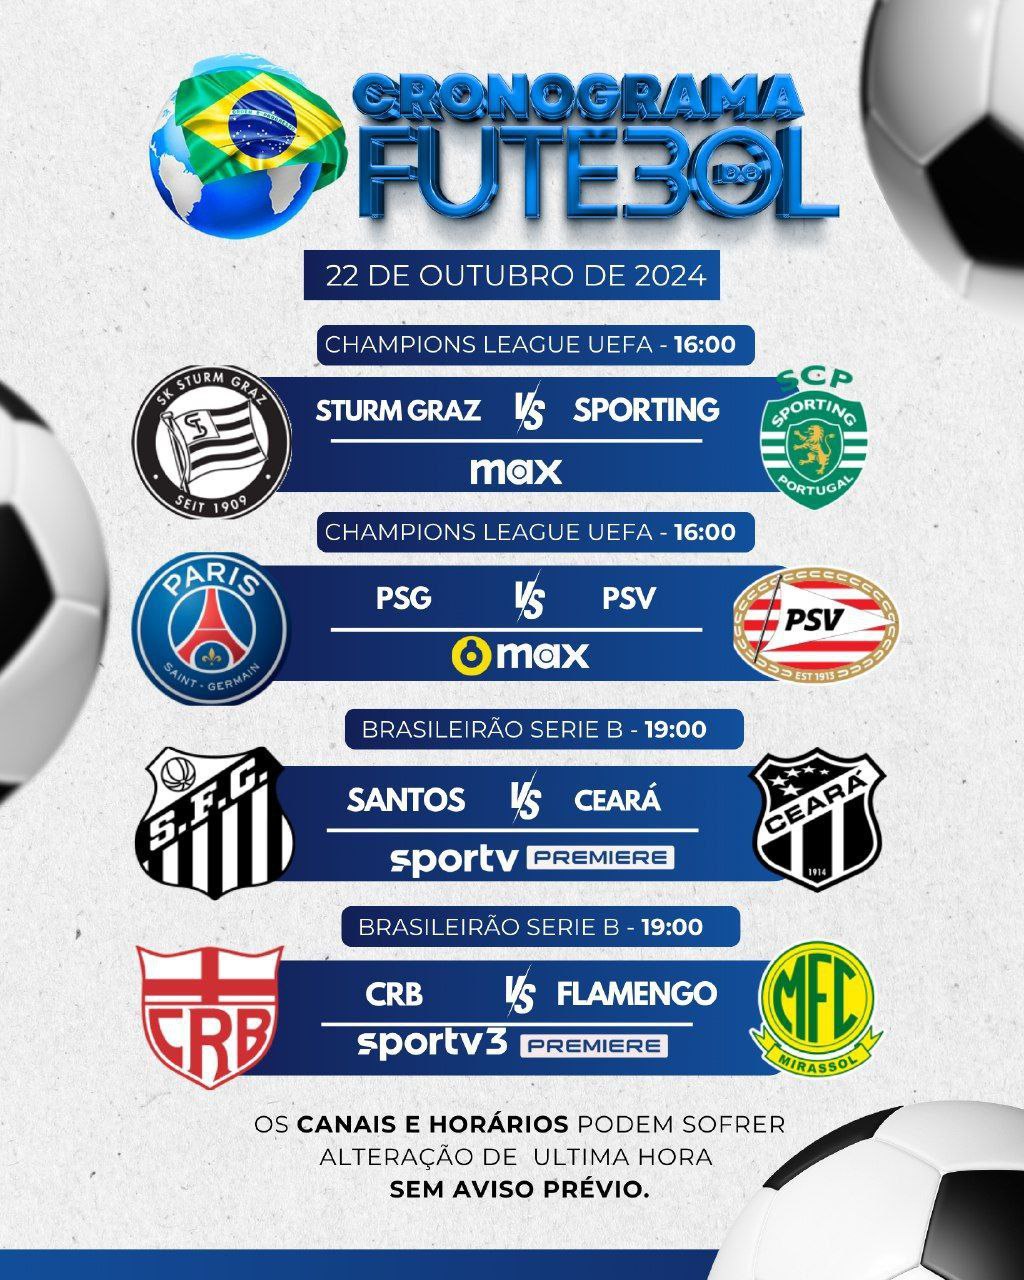 CRONOGRAMA
FUTEBOL
DO
22 DE OUTUBRO DE 2024
CHAMPIONS LEAGUE UEFA - 16:00
SK STURM GRAZ
SEIT 1909
STURM GRAZ VS SPORTING
max
SCP
SPORTING
PORTUGAL
CHAMPIONS LEAGUE UEFA - 16:00
PARIS
SAINT-GERMAIN
PSG VS PSV
max
PSV
EST 1913
BRASILEIRÃO SERIE B - 19:00
S.F.C.
SANTOS VS CEARÁ
sportv PREMIERE
CEARÁ
1914
BRASILEIRÃO SERIE B - 19:00
CRB
CRB VS FLAMENGO
sportv3 PREMIERE
MFC
MIRASSOL
OS CANAIS E HORÁRIOS PODEM SOFRER
ALTERAÇÃO DE ULTIMA HORA
SEM AVISO PRÉVIO.